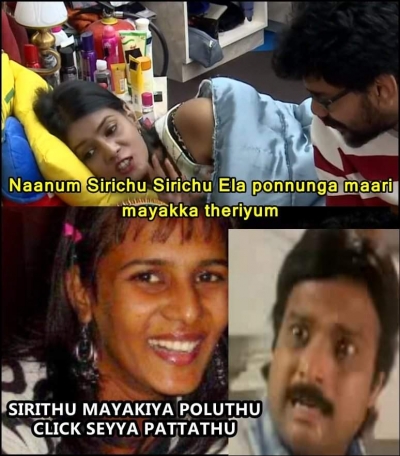 Naanum Sirichu Sirichu Ela ponnunga maari
mayakka theriyum
SIRITHU MAYAKIYA POLUTHU
CLICK SEYYA PATTATHU